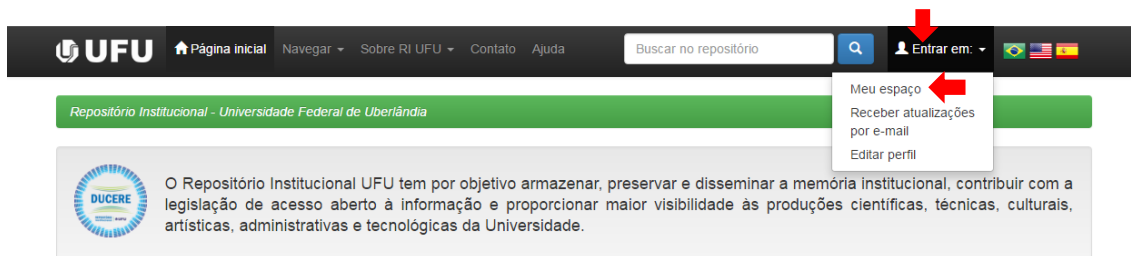 UFU Página inicial Navegar Sobre RI UFU Contato Ajuda Buscar no repositório Entrar em:
Meu espaço
Receber atualizações
por e-mail
Editar perfil
Repositório Institucional - Universidade Federal de Uberlândia
DUCERE
O Repositório Institucional UFU tem por objetivo armazenar, preservar e disseminar a memória institucional, contribuir com a
legislação de acesso aberto à informação e proporcionar maior visibilidade às produções científicas, técnicas, culturais,
artísticas, administrativas e tecnológicas da Universidade.